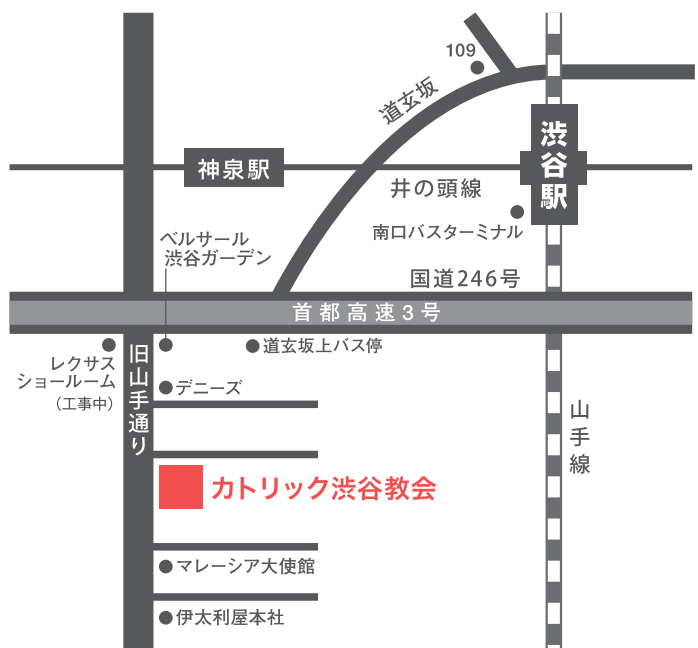 109
道玄坂
渋谷駅
神泉駅
井の頭線
南口バスターミナル
ベルサール
渋谷ガーデン
国道246号
首都高速3号
レクサス
ショールーム
（工事中）
旧山手通り
道玄坂上バス停
デニーズ
山手線
カトリック渋谷教会
マレーシア大使館
伊太利屋本社